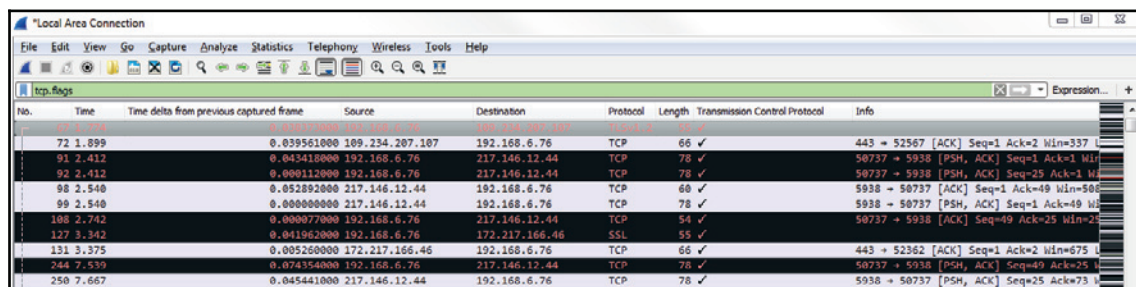 *Local Area Connection
File Edit View Go Capture Analyze Statistics Telephony Wireless Tools Help
tcp.flags Expression... +
No. Time Time delta from previous captured frame Source Destination Protocol Length Transmission Control Protocol Info
72 1.899 0.039561000 109.234.207.107 192.168.6.76 TCP 66 ✓ 443 → 52567 [ACK] Seq=1 Ack=2 Win=337
91 2.412 0.043418000 192.168.6.76 217.146.12.44 TCP 78 ✓ 50737 → 5938 [PSH, ACK] Seq=1 Ack=1
92 2.412 0.000112000 192.168.6.76 217.146.12.44 TCP 78 ✓ 50737 → 5938 [PSH, ACK] Seq=25 Ack=1
98 2.540 0.052892000 217.146.12.44 192.168.6.76 TCP 60 ✓ 5938 → 50737 [ACK] Seq=1 Ack=49 Win=508
99 2.540 0.000000000 217.146.12.44 192.168.6.76 TCP 78 ✓ 5938 → 50737 [PSH, ACK] Seq=1 Ack=49
108 2.742 0.000077000 192.168.6.76 217.146.12.44 TCP 54 ✓ 50737 → 5938 [ACK] Seq=49 Ack=25
127 3.342 0.041962000 192.168.6.76 172.217.166.46 SSL 55 ✓
131 3.375 0.005260000 172.217.166.46 192.168.6.76 TCP 66 ✓ 443 → 52362 [ACK] Seq=1 Ack=2 Win=675
244 7.539 0.074354000 192.168.6.76 217.146.12.44 TCP 78 ✓ 50737 → 5938 [PSH, ACK] Seq=49 Ack=25
250 7.667 0.045441000 217.146.12.44 192.168.6.76 TCP 78 ✓ 5938 → 50737 [PSH, ACK] Seq=25 Ack=73